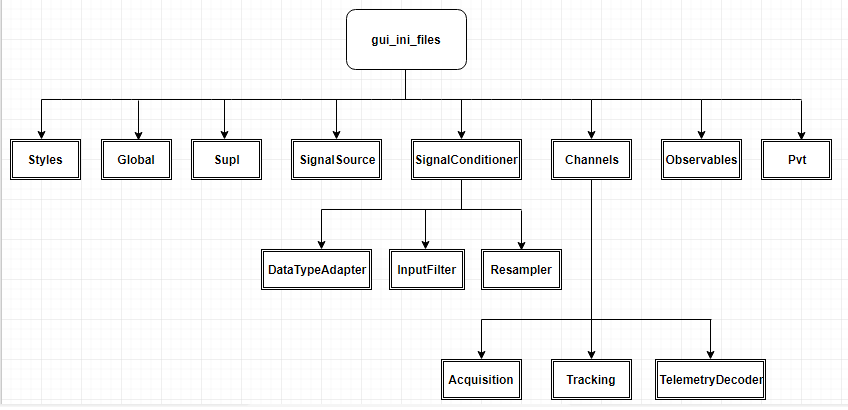 gui_ini_files
Styles
Global
Supl
SignalSource
SignalConditioner
Channels
Observables
Pvt
DataTypeAdapter
InputFilter
Resampler
Acquisition
Tracking
TelemetryDecoder